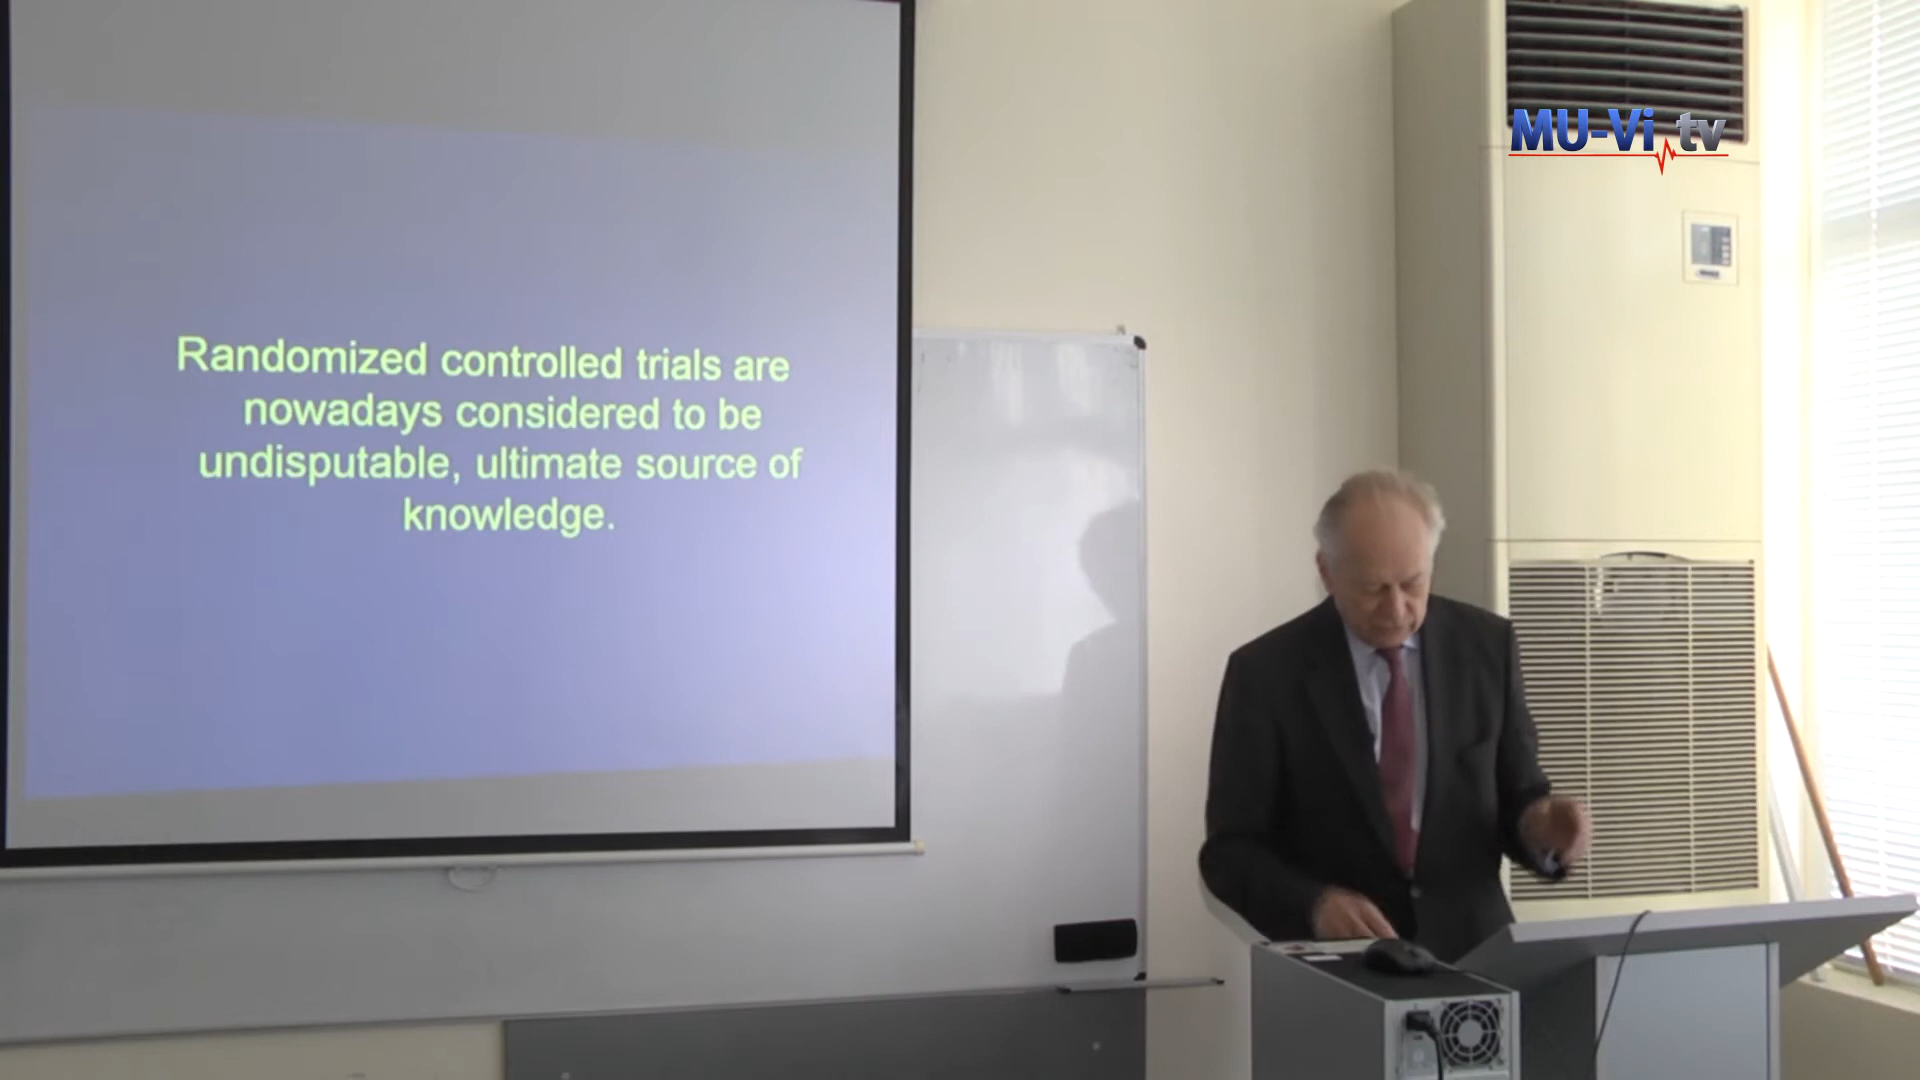 MU-Vi tv
Randomized controlled trials are
nowadays considered to be
undisputable, ultimate source of
knowledge.